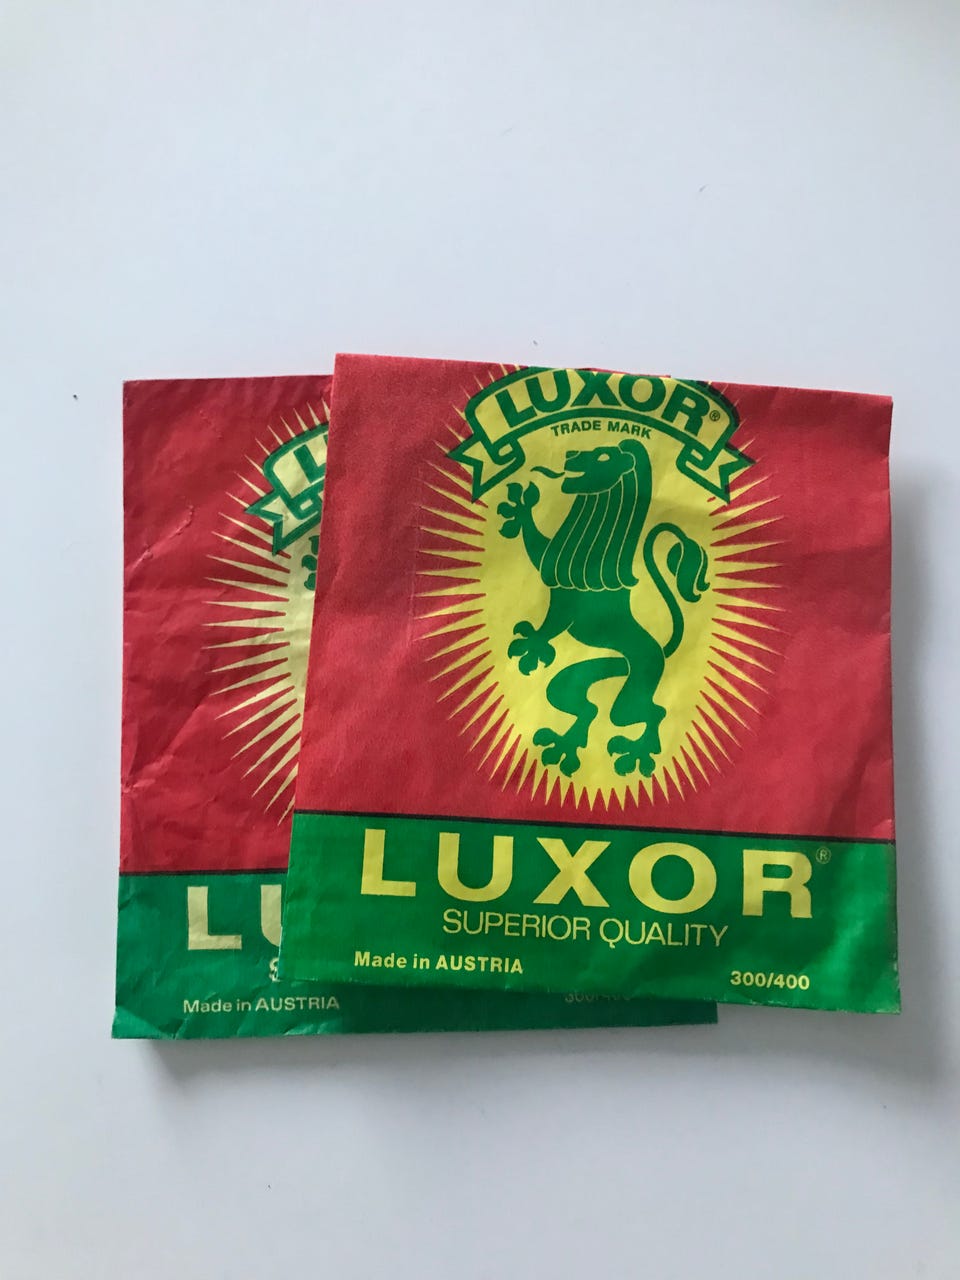 LUXOR®
TRADE MARK
LUXOR®
SUPERIOR QUALITY
Made in AUSTRIA
300/400
Made in AUSTRIA